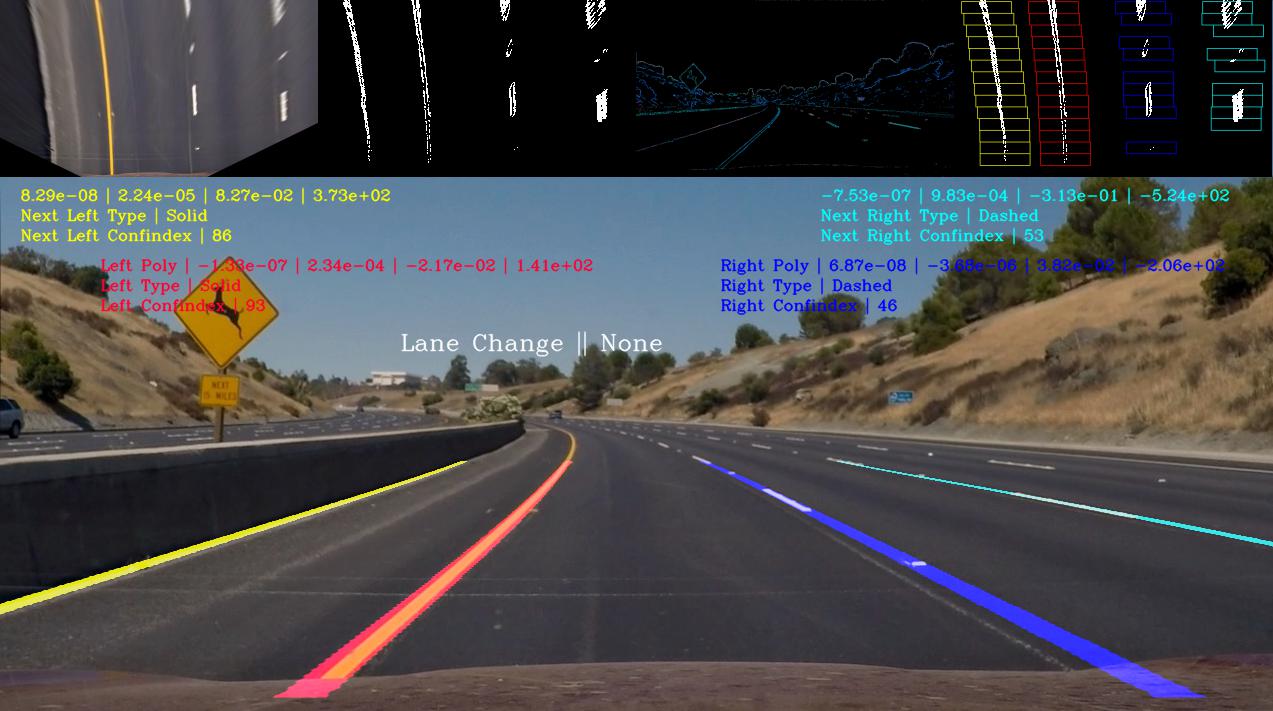 8.29e−08 | 2.24e−05 | 8.27e−02 | 3.73e+02
Next Left Type | Solid
Next Left Confindex | 86
−7.53e−07 | 9.83e−04 | −3.13e−01 | −5.24e+02
Next Right Type | Dashed
Next Right Confindex | 53
Left Poly | −1.33e−07 | 2.34e−04 | −2.17e−02 | 1.41e+02
Left Type | Solid
Left Confindex | 93
Right Poly | 6.87e−08 | −3.68e−06 | 3.82e−02 | −2.06e+02
Right Type | Dashed
Right Confindex | 46
Lane Change || None
NEXT
15 MILES